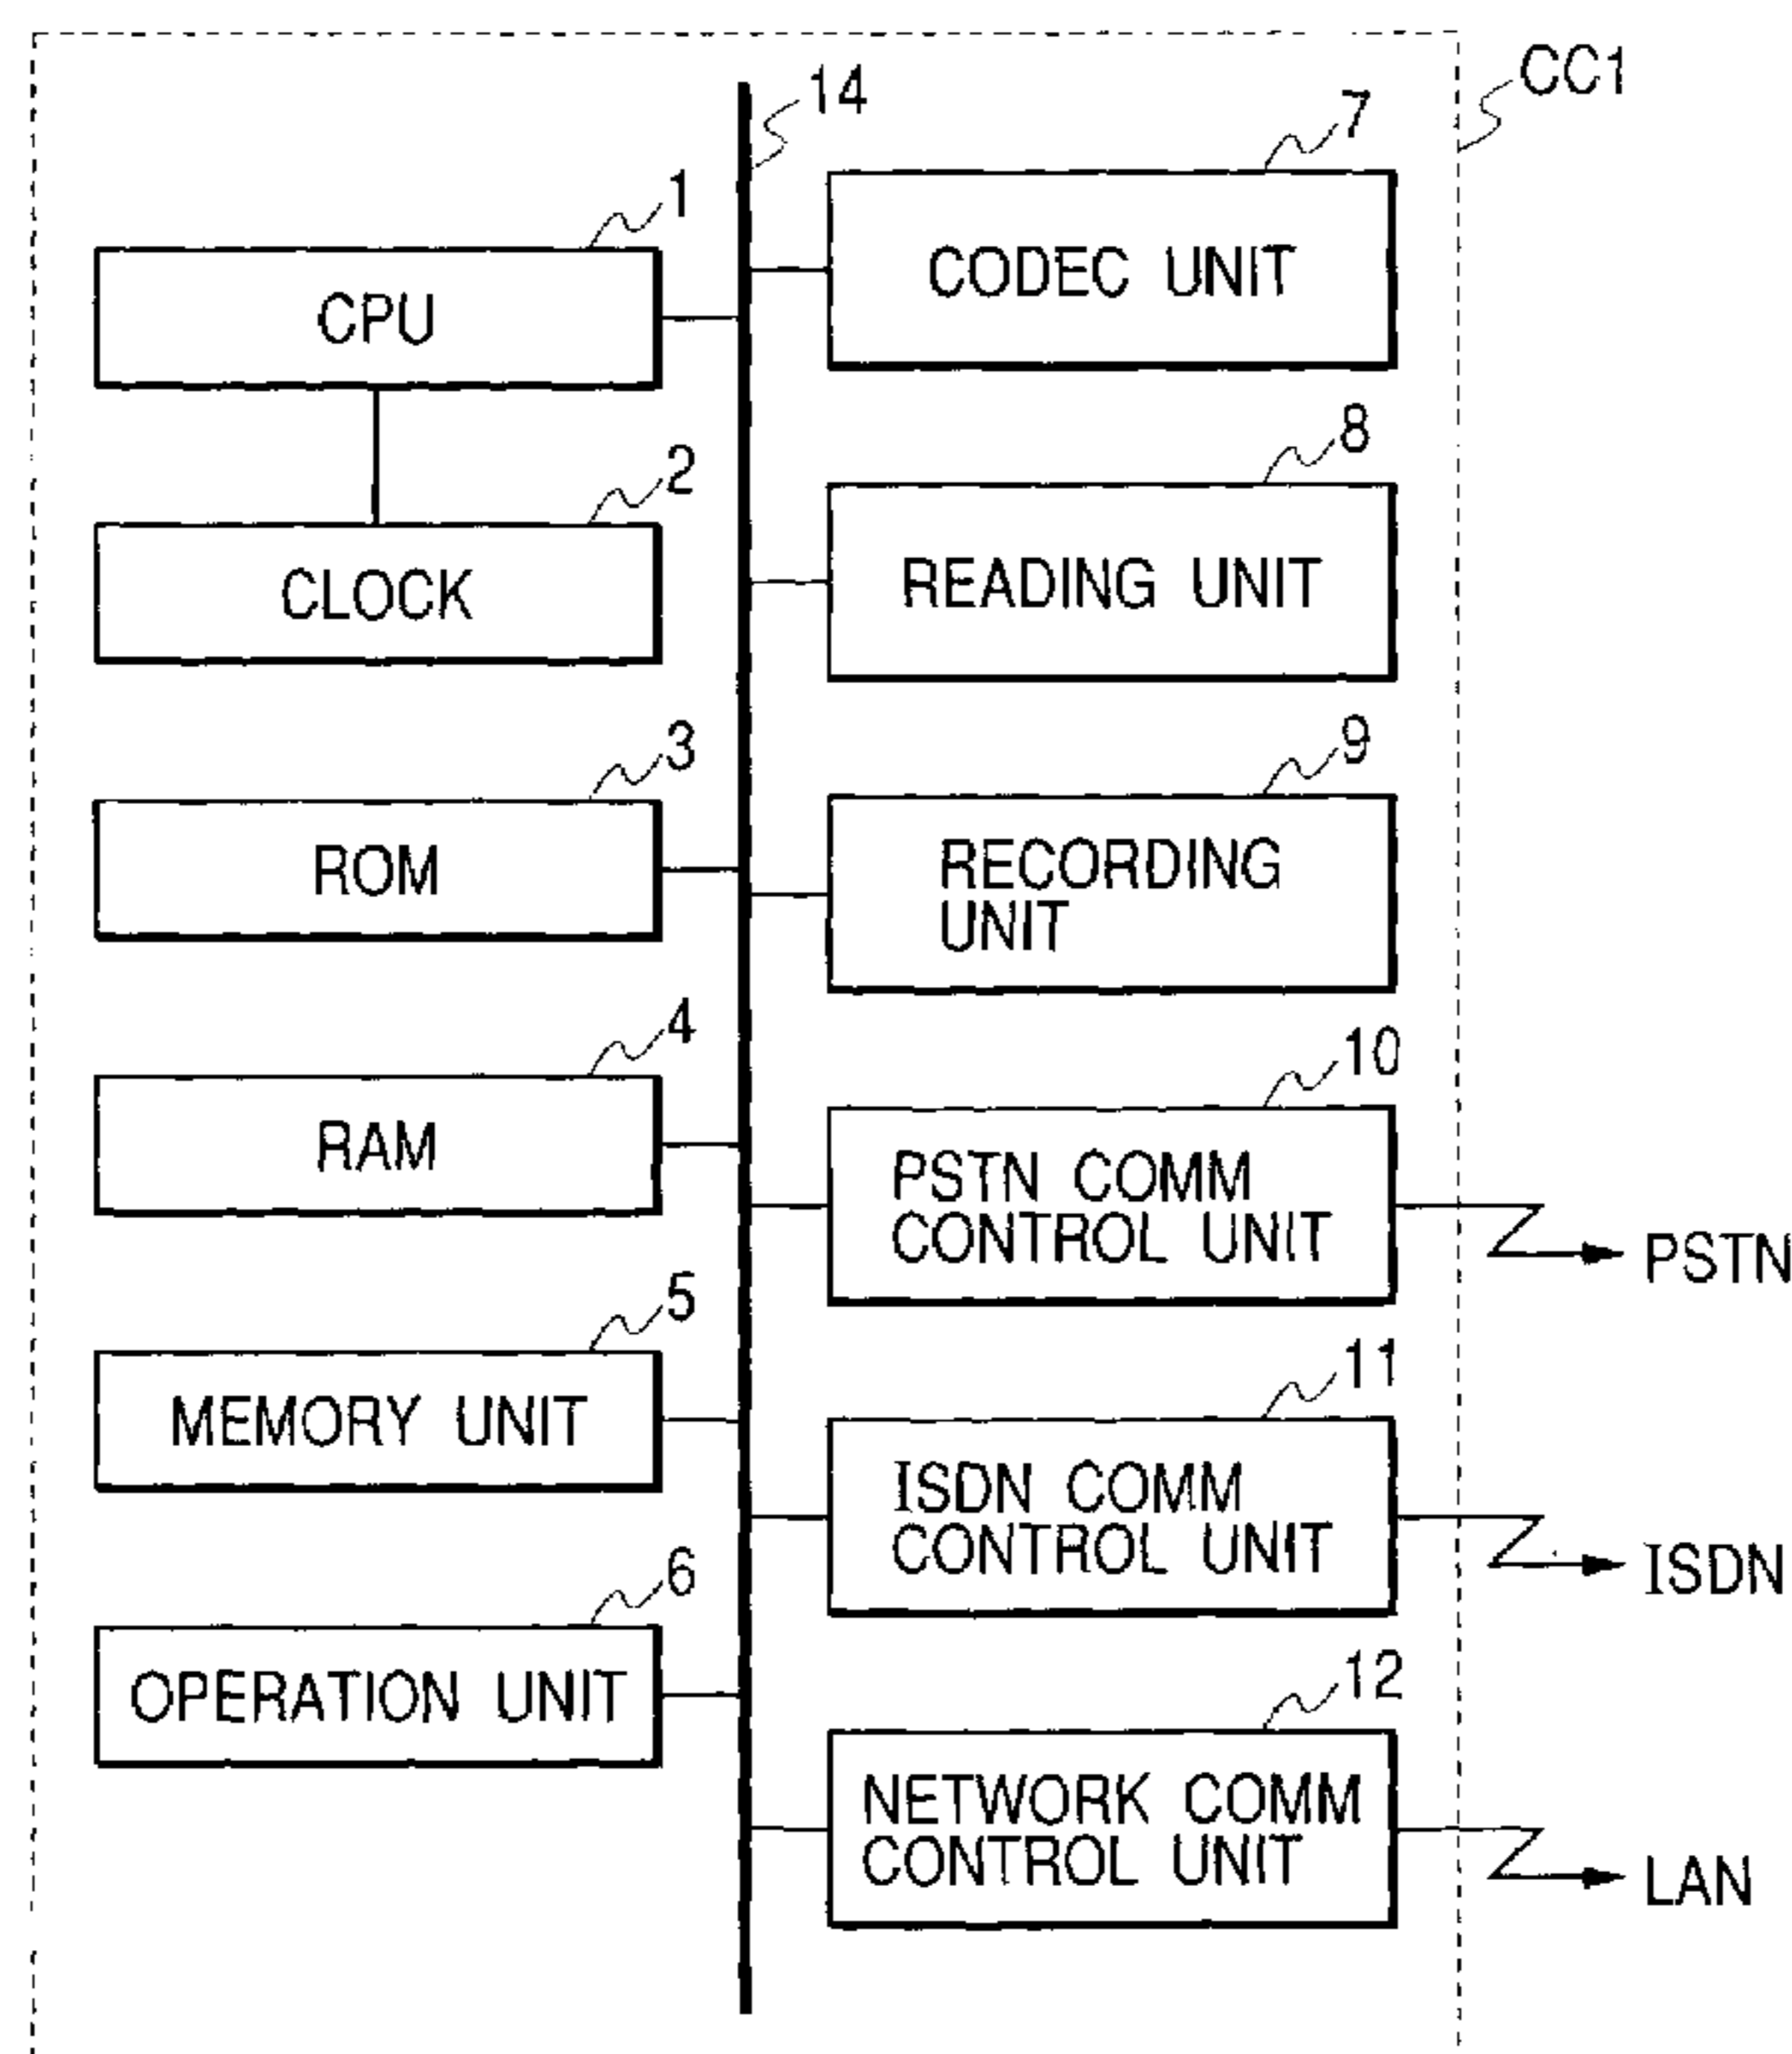 CC1
14
1
CPU
2
CLOCK
3
ROM
4
RAM
5
MEMORY UNIT
6
OPERATION UNIT
7
CODEC UNIT
8
READING UNIT
9
RECORDING
UNIT
10
PSTN COMM
CONTROL UNIT
PSTN
11
ISDN COMM
CONTROL UNIT
ISDN
12
NETWORK COMM
CONTROL UNIT
LAN